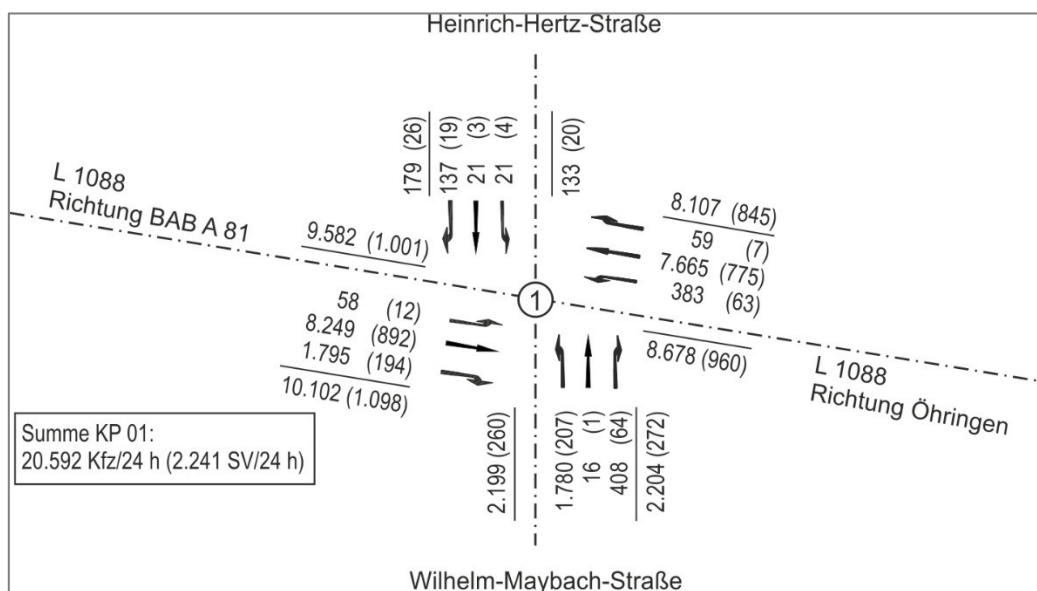 Heinrich-Hertz-Straße
179 (26)
137 (19)
21 (3)
21 (4)
133 (20)
L 1088
Richtung BAB A 81
9.582 (1.001)
8.107 (845)
59 (7)
7.665 (775)
383 (63)
1
58 (12)
8.249 (892)
1.795 (194)
10.102 (1.098)
8.678 (960)
L 1088
Richtung Öhringen
Summe KP 01:
20.592 Kfz/24 h (2.241 SV/24 h)
2.199 (260)
1.780 (207)
16 (1)
408 (64)
2.204 (272)
Wilhelm-Maybach-Straße